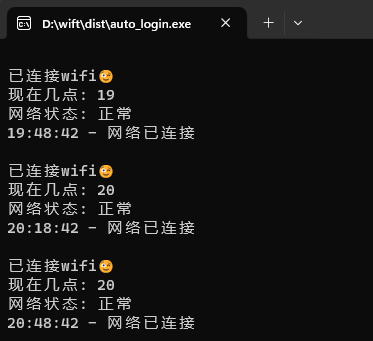 D:\wift\dist\auto_login.exe
已连接wifi🤕
现在几点: 19
网络状态: 正常
19:48:42 - 网络已连接
已连接wifi🤕
现在几点: 20
网络状态: 正常
20:18:42 - 网络已连接
已连接wifi🤕
现在几点: 20
网络状态: 正常
20:48:42 - 网络已连接